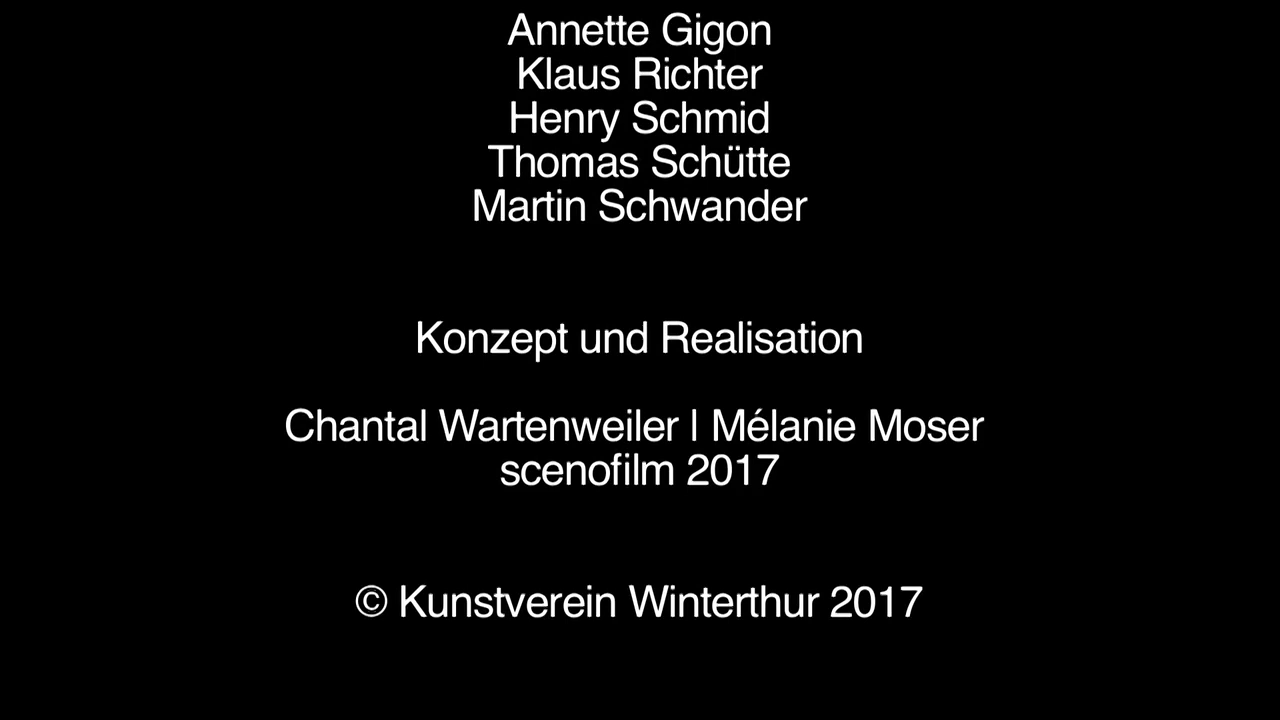 Annette Gigon
Klaus Richter
Henry Schmid
Thomas Schütte
Martin Schwander
Konzept und Realisation
Chantal Wartenweiler | Mélanie Moser
scenofilm 2017
© Kunstverein Winterthur 2017